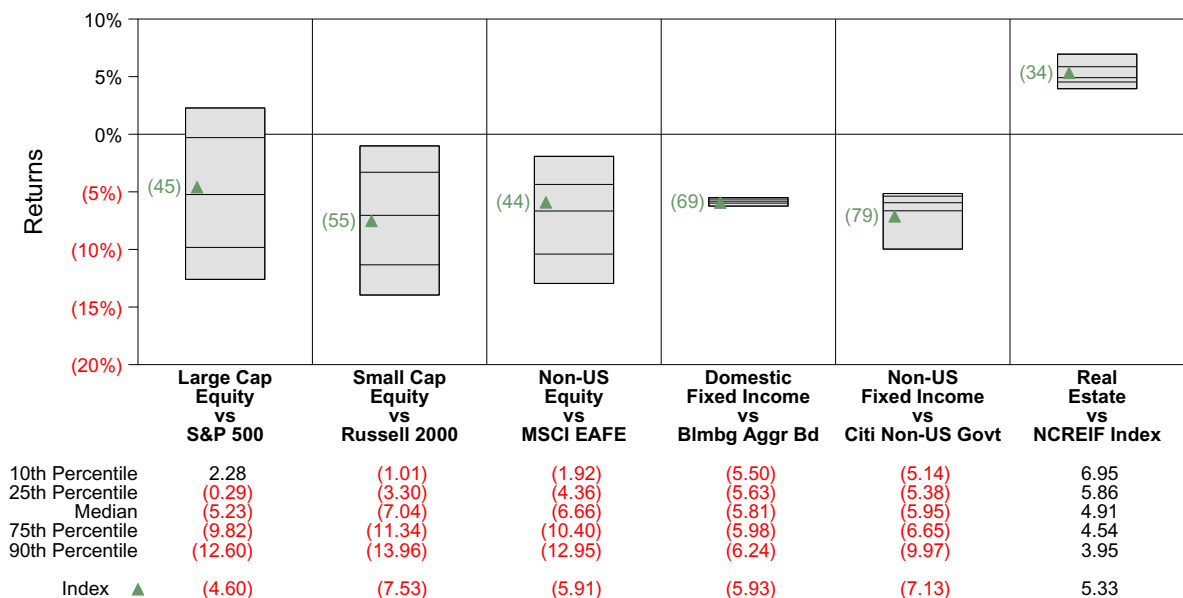 10%
5%
0%
(5%)
(10%)
(15%)
(20%)
Returns
(45)
(55)
(44)
(69)
(79)
(34)
Large Cap Equity vs S&P 500
Small Cap Equity vs Russell 2000
Non-US Equity vs MSCI EAFE
Domestic Fixed Income vs Blmbg Aggr Bd
Non-US Fixed Income vs Citi Non-US Govt
Real Estate vs NCREIF Index
10th Percentile 2.28 (1.01) (1.92) (5.50) (5.14) 6.95
25th Percentile (0.29) (3.30) (4.36) (5.63) (5.38) 5.86
Median (5.23) (7.04) (6.66) (5.81) (5.95) 4.91
75th Percentile (9.82) (11.34) (10.40) (5.98) (6.65) 4.54
90th Percentile (12.60) (13.96) (12.95) (6.24) (9.97) 3.95
Index (4.60) (7.53) (5.91) (5.93) (7.13) 5.33